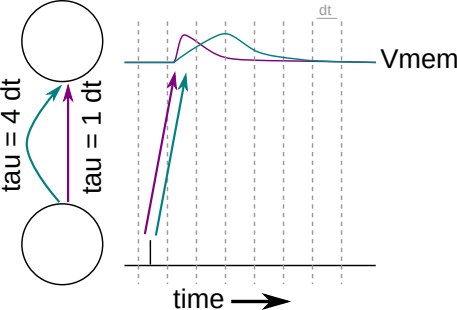 dt
Vmem
tau = 4 dt
tau = 1 dt
time